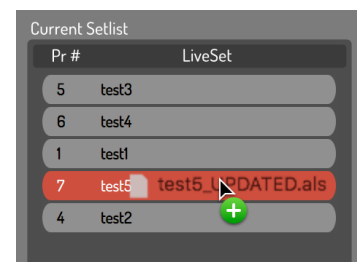 Current Setlist
Pr # LiveSet
5 test3
6 test4
1 test1
7 test5 test5_UPDATED.als
4 test2